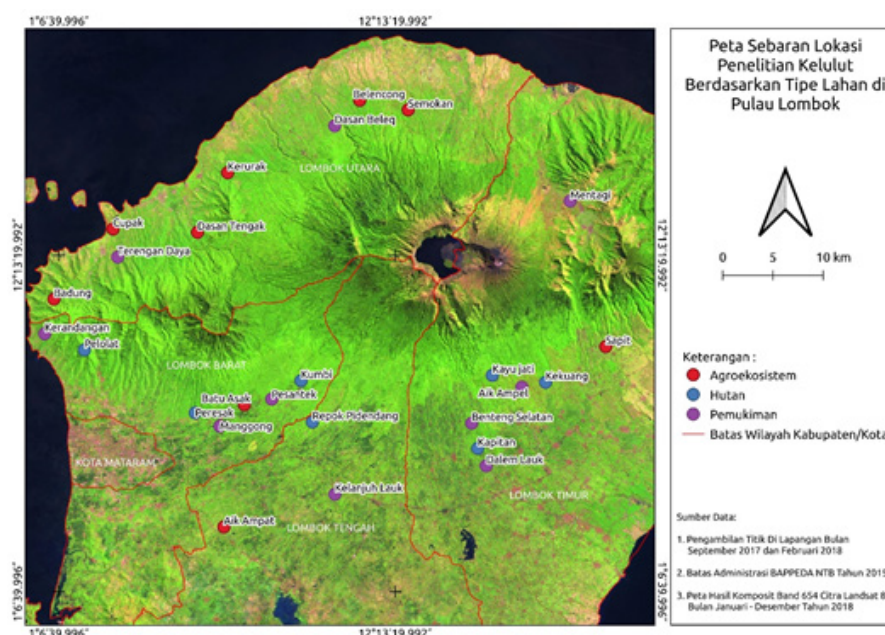 1°6'39.996"
12°13'19.992"
Peta Sebaran Lokasi
Penelitian Kelulut
Berdasarkan Tipe Lahan di
Pulau Lombok
Belencong
Semokan
Dasan Beleq
LOMBOK UTARA
Kerurak
Mentagi
Cupak
Dasan Tengak
Terengan Daya
12°13'19.992"
12°13'19.992"
0 5 10 km
Badung
Kerandangan
Pelolat
Sapit
Keterangan :
LOMBOK BARAT
Kumbi
Kayu Jati
Kekuang
Agroekosistem
Aik Ampel
Hutan
Batu Asak
Pesantek
Peresak
Repok Pidendang
Benteng Selatan
Pemukiman
Manggong
Batas Wilayah Kabupaten/Kota
Kapitan
KOTA MATARAM
Dalem Lauk
Kelanjuh Lauk
LOMBOK TIMUR
Aik Ampat
LOMBOK TENGAH
Sumber Data:
1. Pengambilan Titik Di Lapangan Bulan
September 2017 dan Februari 2018
2. Batas Administrasi BAPPEDA NTB Tahun 2015
3. Peta Hasil Komposit Band 654 Citra Landsat 8
Bulan Januari - Desember Tahun 2018
1°6'39.996"
1°6'39.996"
1°6'39.996"
12°13'19.992"